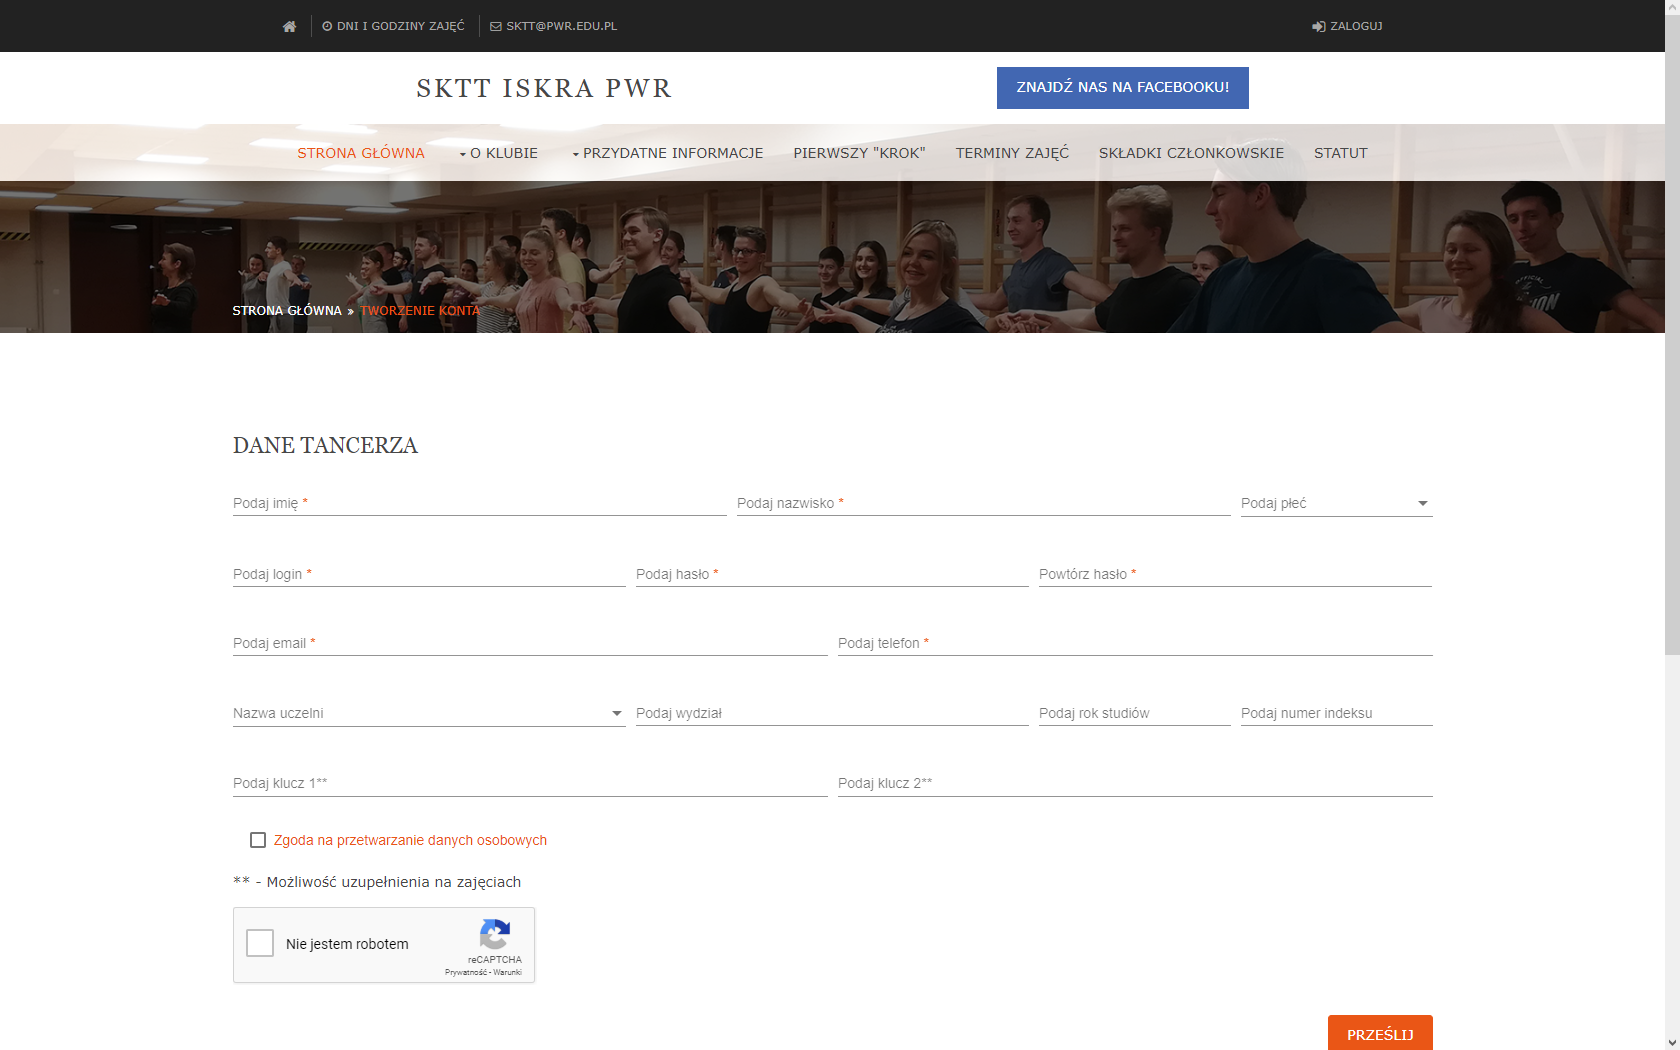 DNI I GODZINY ZAJĘĆ SKTT@PWR.EDU.PL ZALOGUJ
SKTT ISKRA PWR ZNAJDŹ NAS NA FACEBOOKU!
STRONA GŁÓWNA O KLUBIE PRZYDATNE INFORMACJE PIERWSZY "KROK" TERMINY ZAJĘĆ SKŁADKI CZŁONKOWSKIE STATUT
STRONA GŁÓWNA » TWORZENIE KONTA
DANE TANCERZA
Podaj imię * Podaj nazwisko * Podaj płeć
Podaj login * Podaj hasło * Powtórz hasło *
Podaj email * Podaj telefon *
Nazwa uczelni Podaj wydział Podaj rok studiów Podaj numer indeksu
Podaj klucz 1** Podaj klucz 2**
Zgoda na przetwarzanie danych osobowych
** - Możliwość uzupełnienia na zajęciach
Nie jestem robotem
reCAPTCHA
Prywatność - Warunki
PRZEŚLIJ